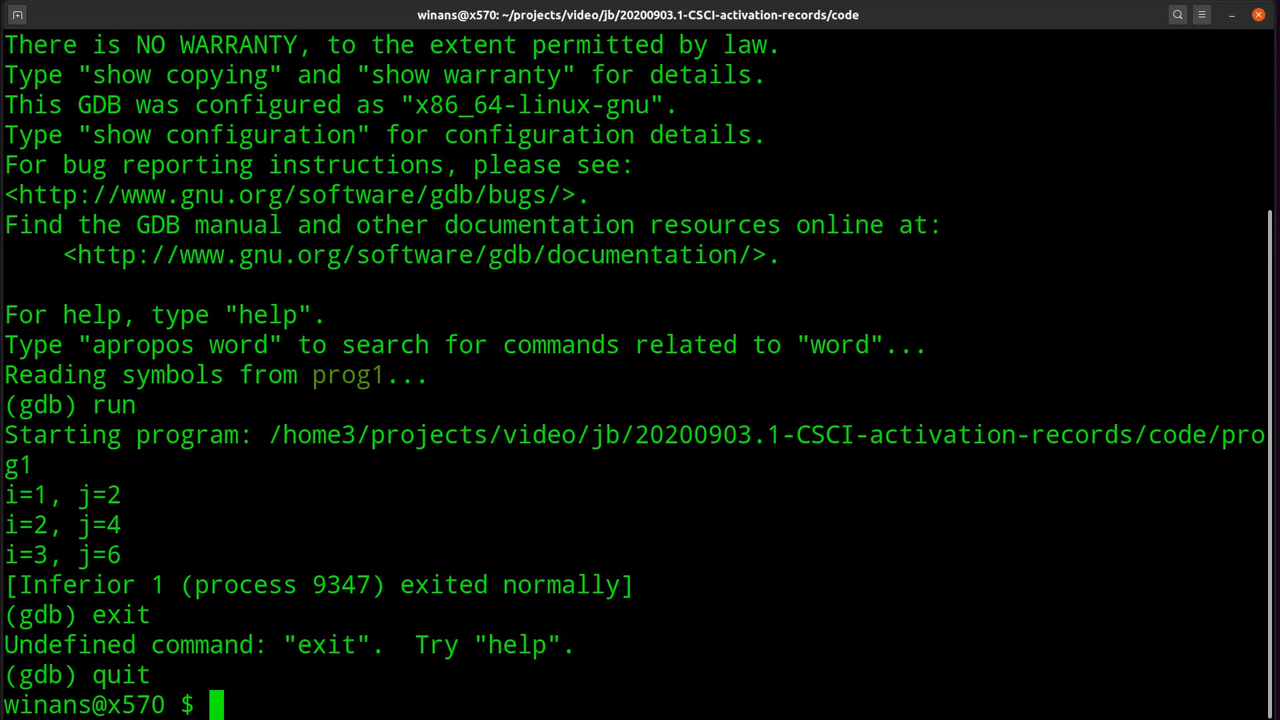 winans@x570: ~/projects/video/jb/20200903.1-CSCI-activation-records/code
There is NO WARRANTY, to the extent permitted by law.
Type "show copying" and "show warranty" for details.
This GDB was configured as "x86_64-linux-gnu".
Type "show configuration" for configuration details.
For bug reporting instructions, please see:
<http://www.gnu.org/software/gdb/bugs/>.
Find the GDB manual and other documentation resources online at:
    <http://www.gnu.org/software/gdb/documentation/>.

For help, type "help".
Type "apropos word" to search for commands related to "word"...
Reading symbols from prog1...
(gdb) run
Starting program: /home3/projects/video/jb/20200903.1-CSCI-activation-records/code/pro
g1
i=1, j=2
i=2, j=4
i=3, j=6
[Inferior 1 (process 9347) exited normally]
(gdb) exit
Undefined command: "exit".  Try "help".
(gdb) quit
winans@x570 $